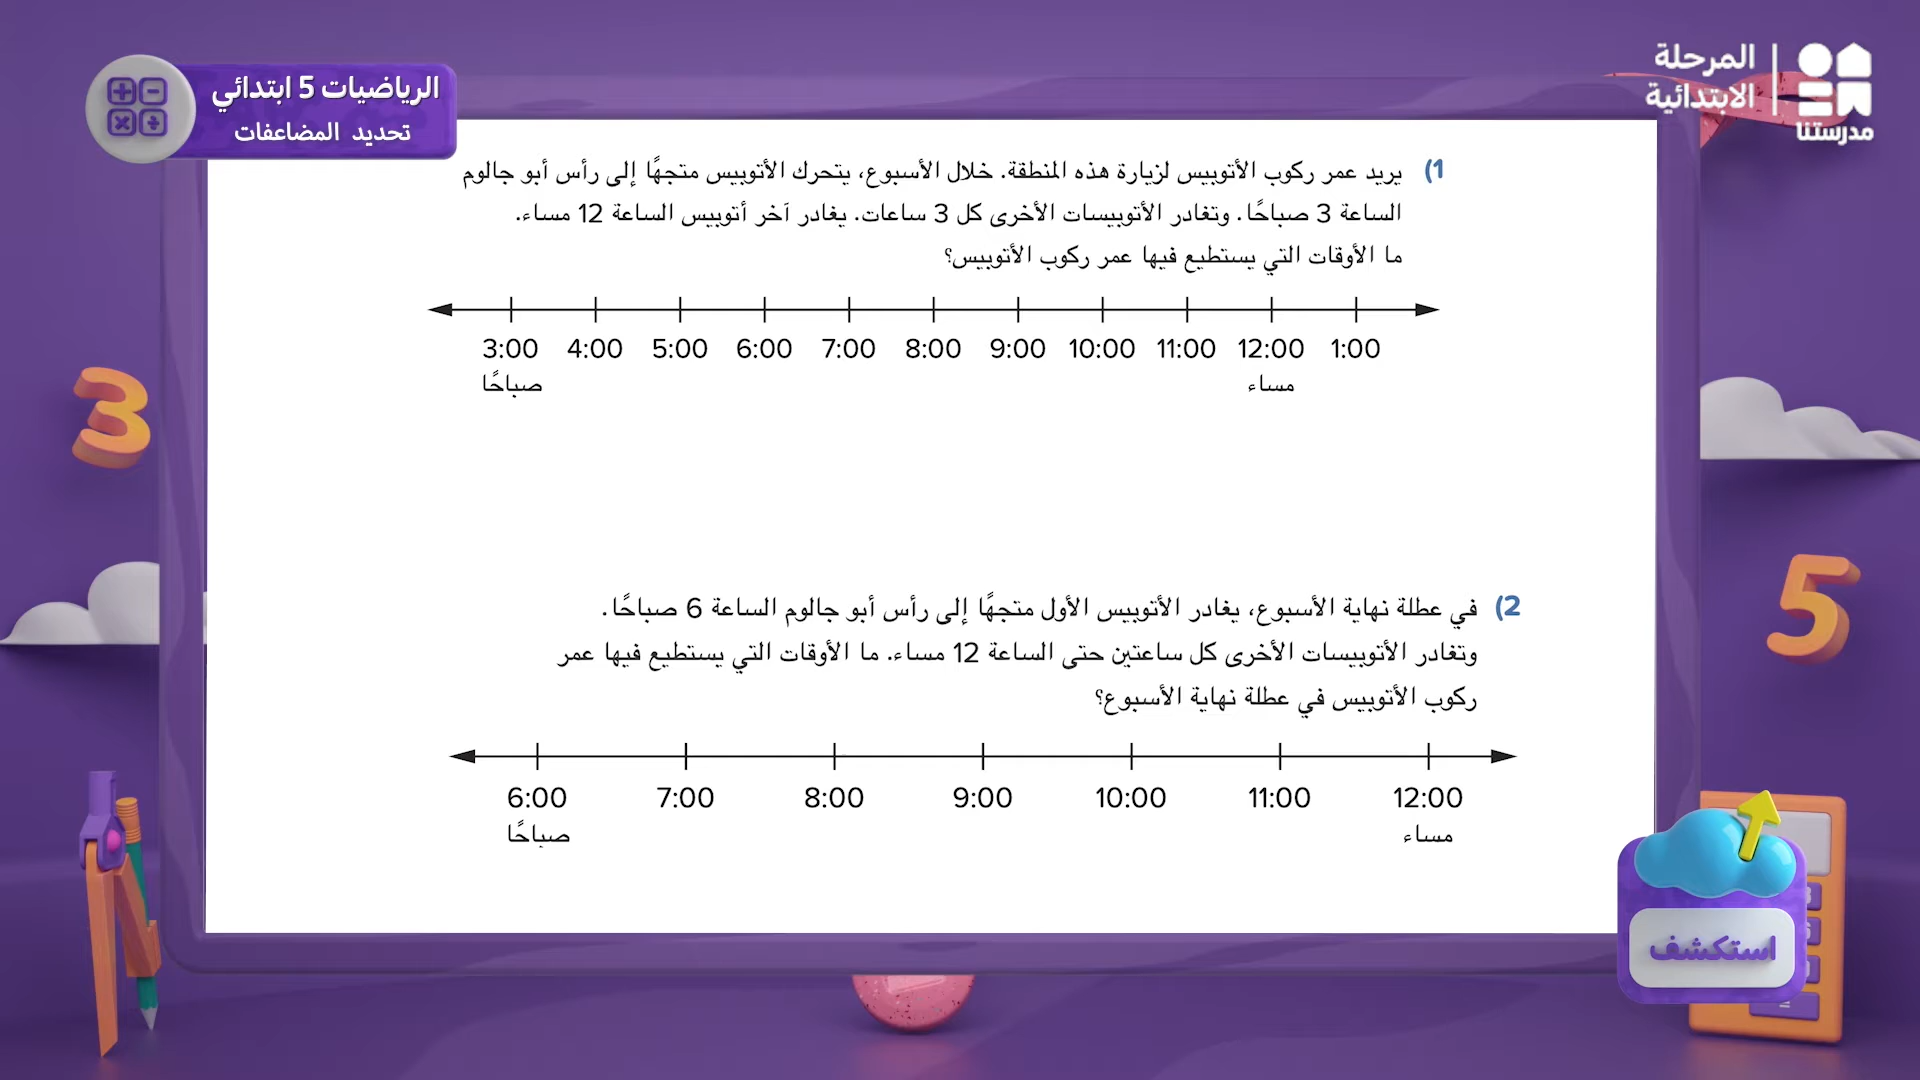 الرياضيات 5 ابتدائي
تحديد المضاعفات
المرحلة
الابتدائية
مدرستنا
1) يريد عمر ركوب الأتوبيس لزيارة هذه المنطقة. خلال الأسبوع، يتحرك الأتوبيس متجهًا إلى رأس أبو جالوم
الساعة 3 صباحًا. وتغادر الأتوبيسات الأخرى كل 3 ساعات. يغادر آخر أتوبيس الساعة 12 مساء.
ما الأوقات التي يستطيع فيها عمر ركوب الأتوبيس؟
3:00 4:00 5:00 6:00 7:00 8:00 9:00 10:00 11:00 12:00 1:00
صباحًا مساء
2) في عطلة نهاية الأسبوع، يغادر الأتوبيس الأول متجهًا إلى رأس أبو جالوم الساعة 6 صباحًا.
وتغادر الأتوبيسات الأخرى كل ساعتين حتى الساعة 12 مساء. ما الأوقات التي يستطيع فيها عمر
ركوب الأتوبيس في عطلة نهاية الأسبوع؟
6:00 7:00 8:00 9:00 10:00 11:00 12:00
صباحًا مساء
3
5
استكشف